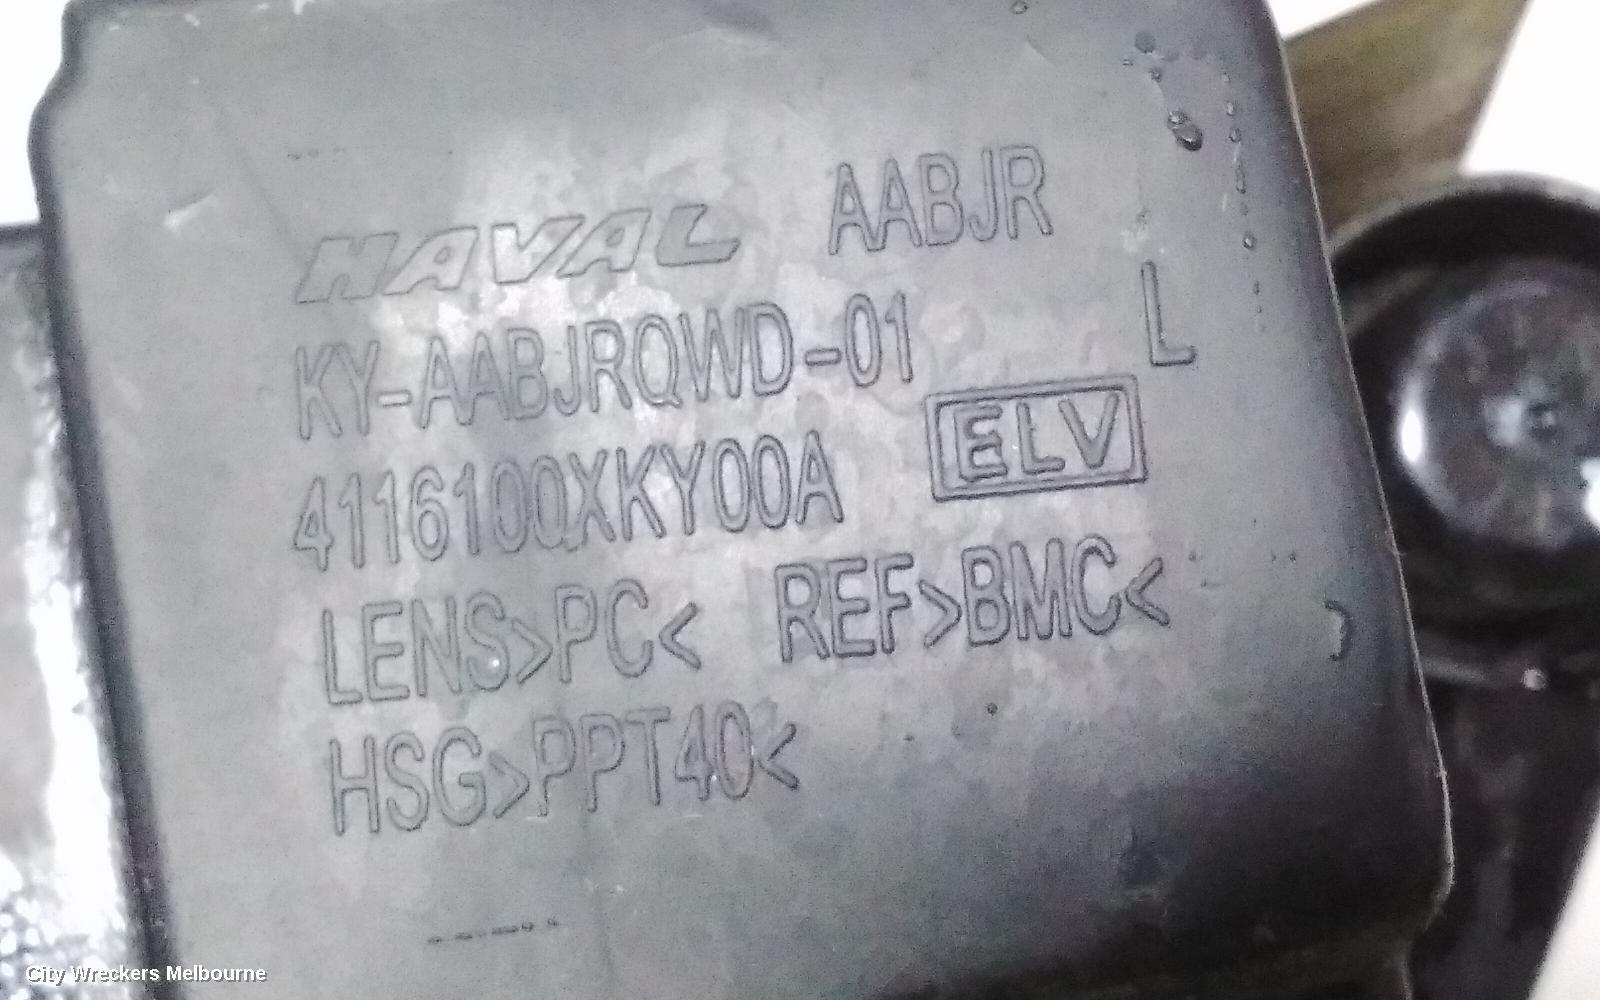 HAVAL AABJR
KY-AABJRQWD-01 L
4116100XKY00A ELV
LENS>PC< REF>BMC<
HSG>PPT40<
City Wreckers Melbourne